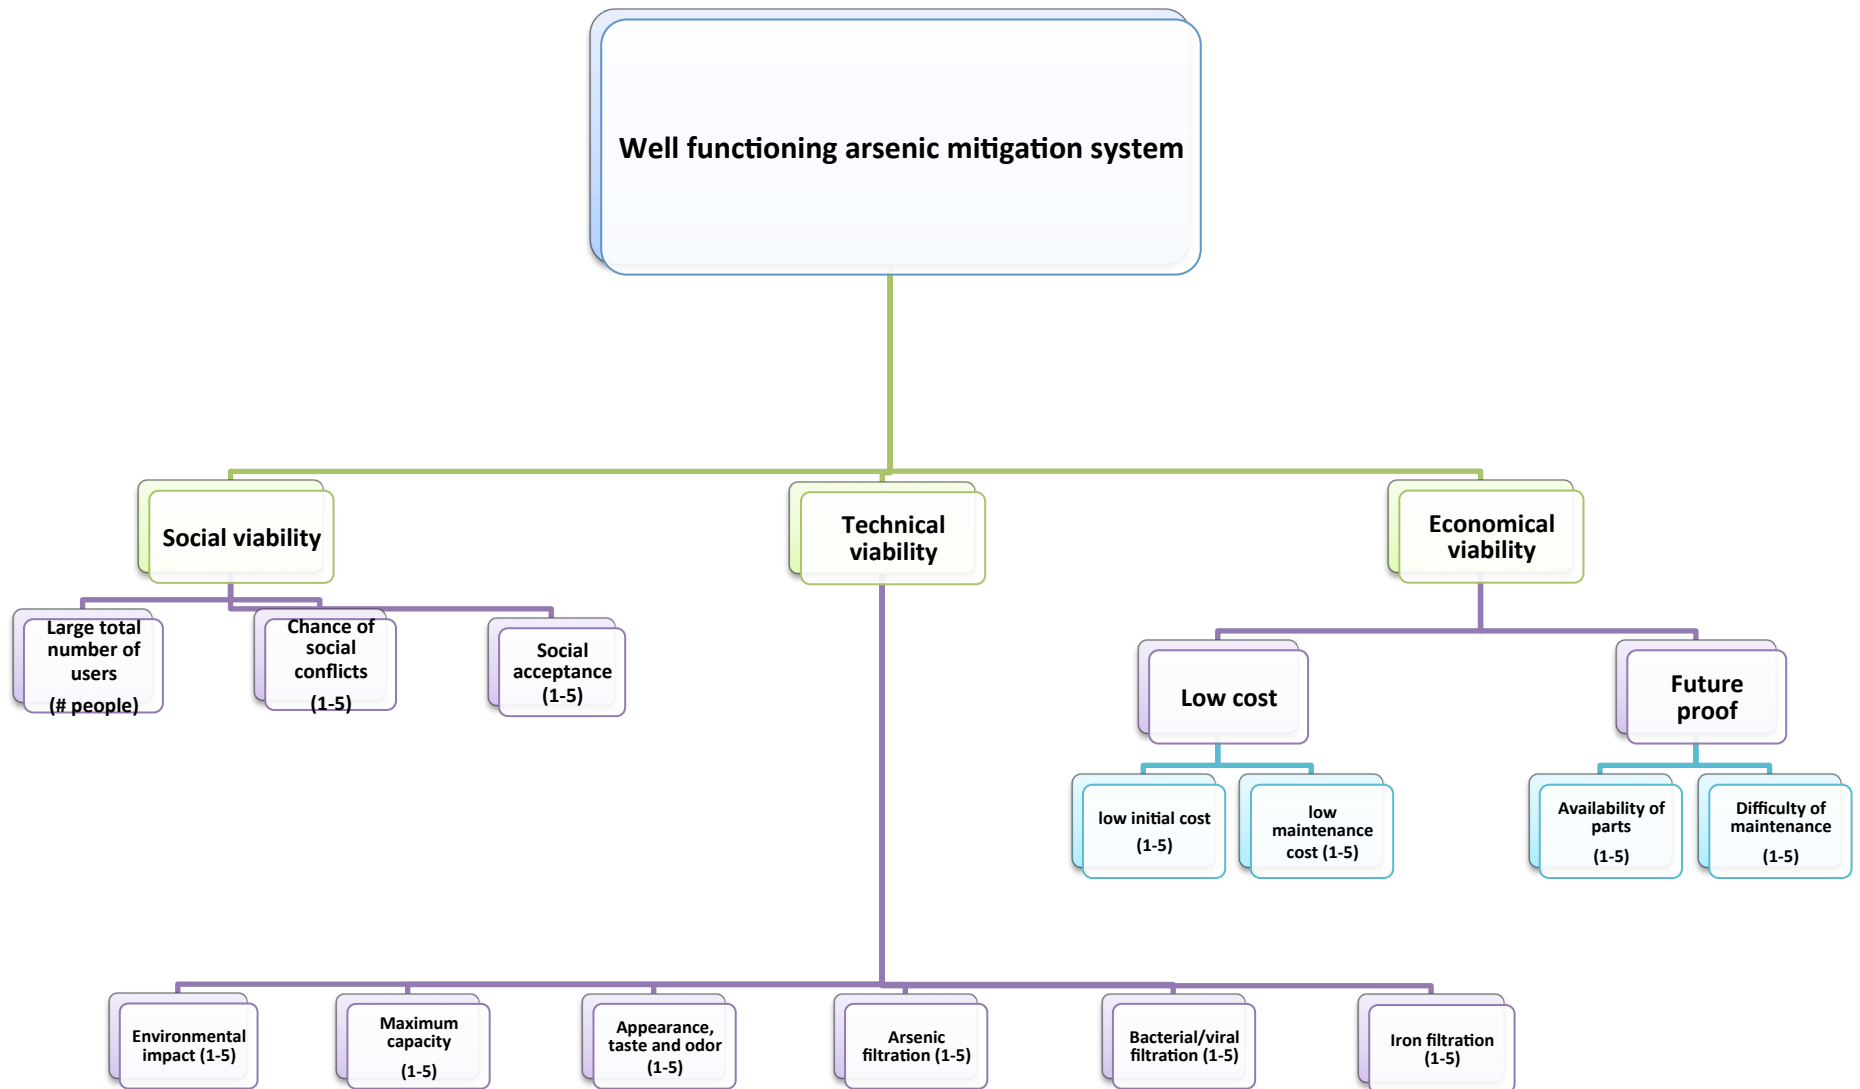 Well functioning arsenic mitigation system
Social viability
Technical
viability
Economical
viability
Large total
number of
users
(# people)
Chance of
social
conflicts
(1-5)
Social
acceptance
(1-5)
Low cost
Future
proof
low initial cost
(1-5)
low
maintenance
cost (1-5)
Availability of
parts
(1-5)
Difficulty of
maintenance
(1-5)
Environmental
impact (1-5)
Maximum
capacity
(1-5)
Appearance,
taste and odor
(1-5)
Arsenic
filtration (1-5)
Bacterial/viral
filtration (1-5)
Iron filtration
(1-5)